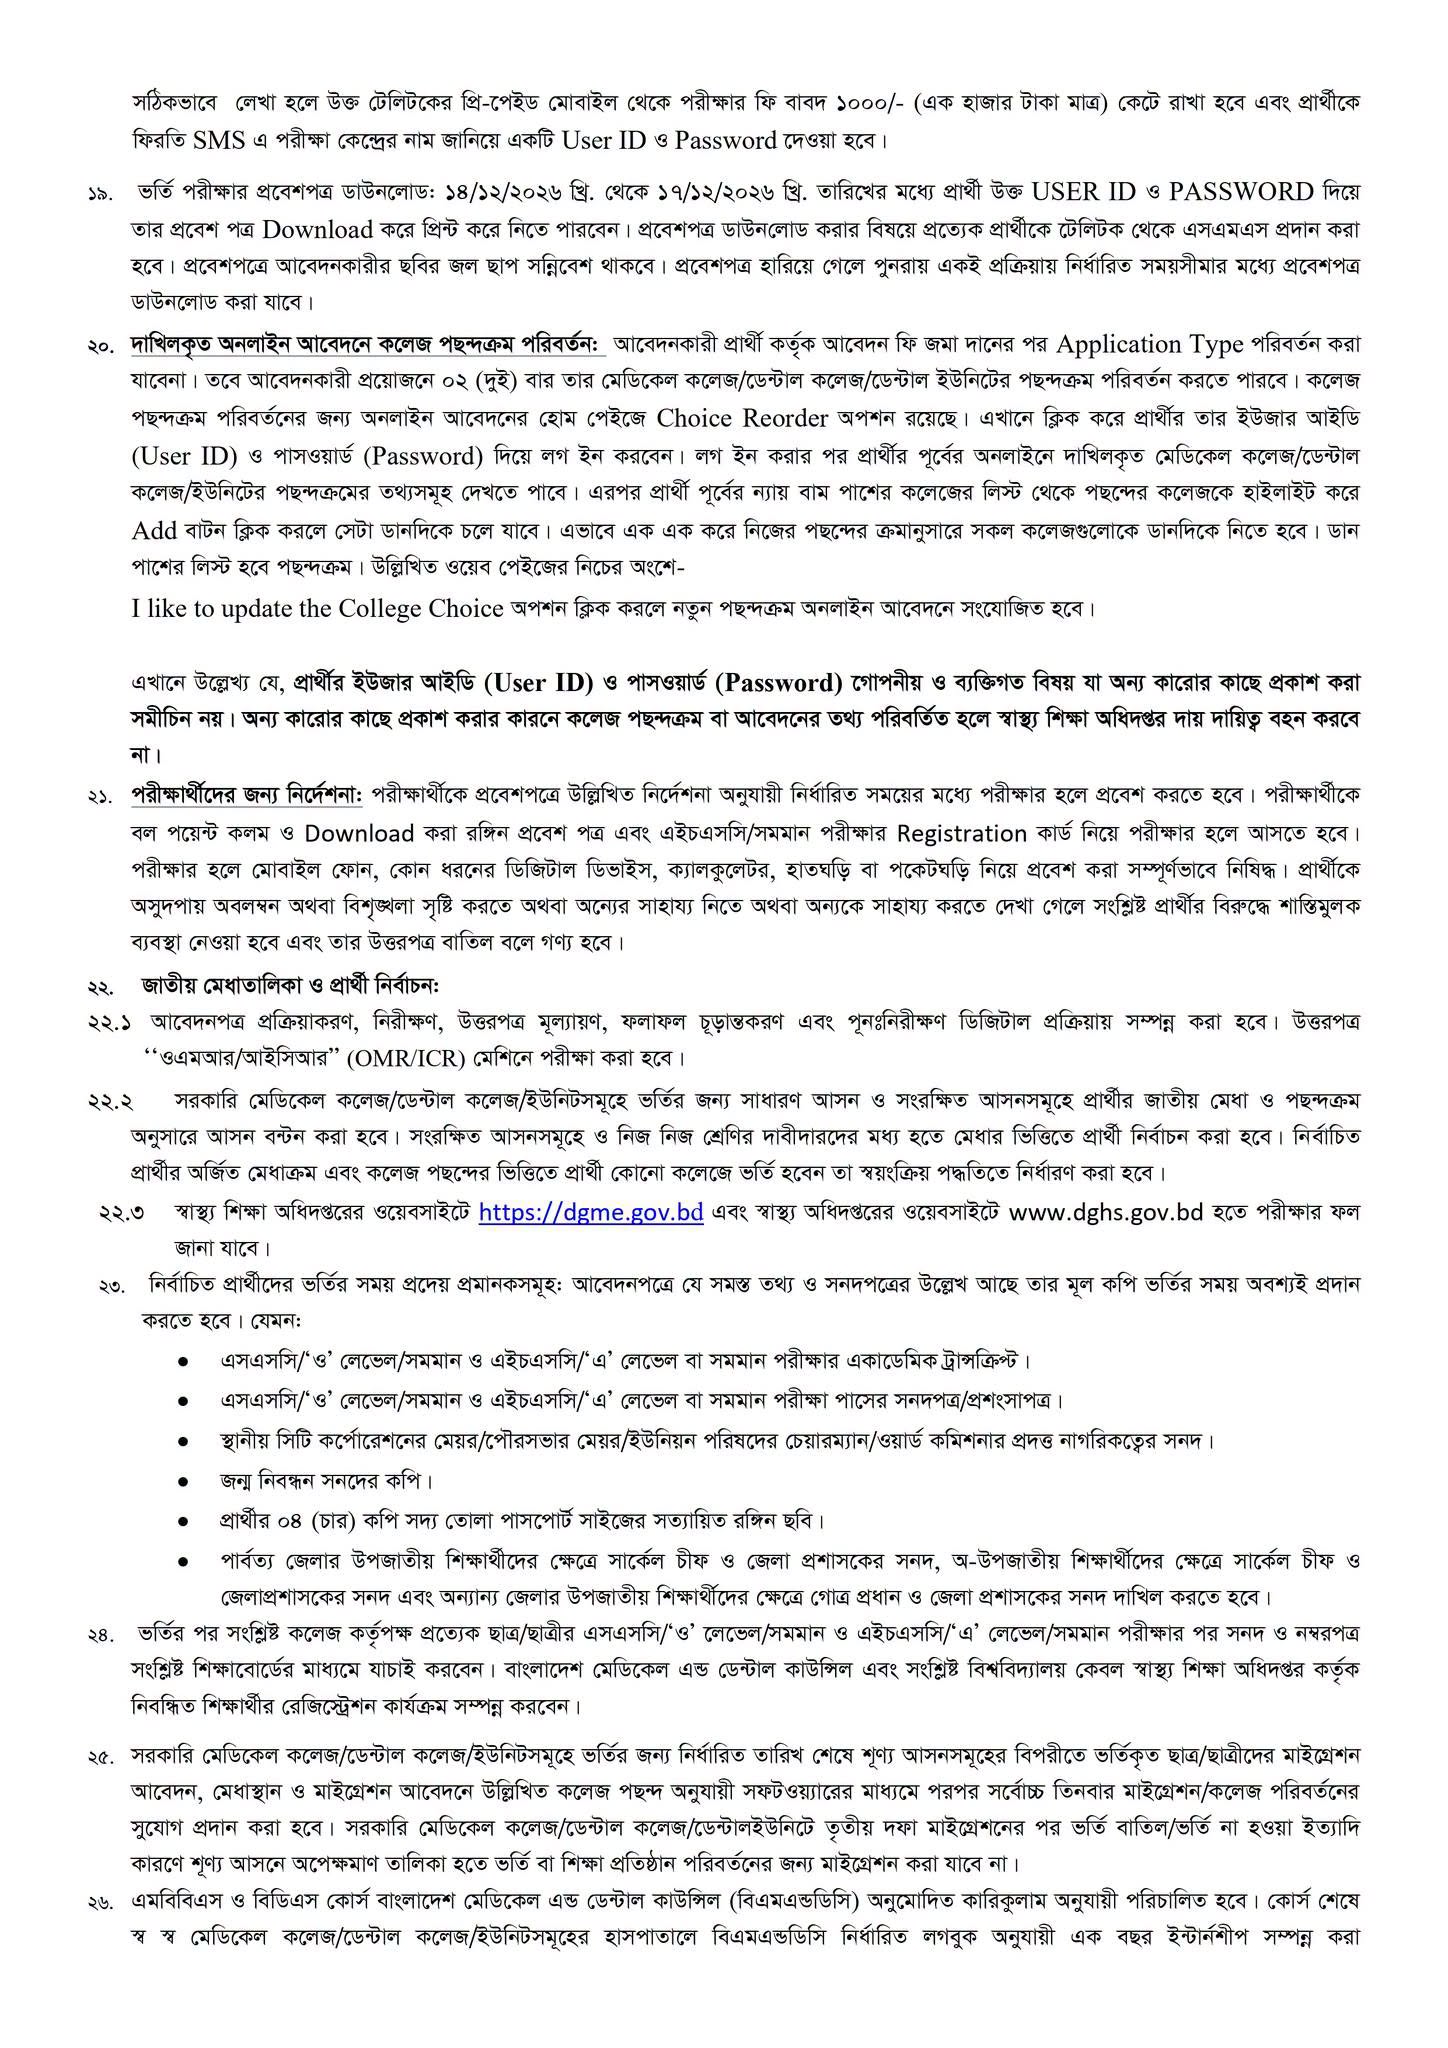 সঠিকভাবে লেখা হলে উক্ত টেলিটকের প্রি-পেইড মোবাইল থেকে পরীক্ষার ফি বাবদ ১০০০/- (এক হাজার টাকা মাত্র) কেটে রাখা হবে এবং প্রার্থীকে
ফিরতি SMS এ পরীক্ষা কেন্দ্রের নাম জানিয়ে একটি User ID ও Password দেওয়া হবে।
১৯. ভর্তি পরীক্ষার প্রবেশপত্র ডাউনলোড: ১৪/১২/২০২৬ খ্রি. থেকে ১৭/১২/২০২৬ খ্রি. তারিখের মধ্যে প্রার্থী উক্ত USER ID ও PASSWORD দিয়ে
তার প্রবেশ পত্র Download করে প্রিন্ট করে নিতে পারবেন। প্রবেশপত্র ডাউনলোড করার বিষয়ে প্রত্যেক প্রার্থীকে টেলিটক থেকে এসএমএস প্রদান করা
হবে। প্রবেশপত্রে আবেদনকারীর ছবির জল ছাপ সন্নিবেশ থাকবে। প্রবেশপত্র হারিয়ে গেলে পুনরায় একই প্রক্রিয়ায় নির্ধারিত সময়সীমার মধ্যে প্রবেশপত্র
ডাউনলোড করা যাবে।
২০. দাখিলকৃত অনলাইন আবেদনে কলেজ পছন্দক্রম পরিবর্তন: আবেদনকারী প্রার্থী কর্তৃক আবেদন ফি জমা দানের পর Application Type পরিবর্তন করা
যাবেনা। তবে আবেদনকারী প্রয়োজনে ০২ (দুই) বার তার মেডিকেল কলেজ/ডেন্টাল কলেজ/ডেন্টাল ইউনিটের পছন্দক্রম পরিবর্তন করতে পারবে। কলেজ
পছন্দক্রম পরিবর্তনের জন্য অনলাইন আবেদনের হোম পেইজে Choice Reorder অপশন রয়েছে। এখানে ক্লিক করে প্রার্থীর তার ইউজার আইডি
(User ID) ও পাসওয়ার্ড (Password) দিয়ে লগ ইন করবেন। লগ ইন করার পর প্রার্থীর পূর্বের অনলাইনে দাখিলকৃত মেডিকেল কলেজ/ডেন্টাল
কলেজ/ইউনিটের পছন্দক্রমের তথ্যসমূহ দেখতে পাবে। এরপর প্রার্থী পূর্বের ন্যায় বাম পাশের কলেজের লিস্ট থেকে পছন্দের কলেজকে হাইলাইট করে
Add বাটন ক্লিক করলে সেটা ডানদিকে চলে যাবে। এভাবে এক এক করে নিজের পছন্দের ক্রমানুসারে সকল কলেজগুলোকে ডানদিকে নিতে হবে। ডান
পাশের লিস্ট হবে পছন্দক্রম। উল্লিখিত ওয়েব পেইজের নিচের অংশে-
I like to update the College Choice অপশন ক্লিক করলে নতুন পছন্দক্রম অনলাইন আবেদনে সংযোজিত হবে।
এখানে উল্লেখ্য যে, প্রার্থীর ইউজার আইডি (User ID) ও পাসওয়ার্ড (Password) গোপনীয় ও ব্যক্তিগত বিষয় যা অন্য কারোর কাছে প্রকাশ করা
সমীচিন নয়। অন্য কারোর কাছে প্রকাশ করার কারনে কলেজ পছন্দক্রম বা আবেদনের তথ্য পরিবর্তিত হলে স্বাস্থ্য শিক্ষা অধিদপ্তর দায় দায়িত্ব বহন করবে
না।
২১. পরীক্ষার্থীদের জন্য নির্দেশনা: পরীক্ষার্থীকে প্রবেশপত্রে উল্লিখিত নির্দেশনা অনুযায়ী নির্ধারিত সময়ের মধ্যে পরীক্ষার হলে প্রবেশ করতে হবে। পরীক্ষার্থীকে
বল পয়েন্ট কলম ও Download করা রঙ্গিন প্রবেশ পত্র এবং এইচএসসি/সমমান পরীক্ষার Registration কার্ড নিয়ে পরীক্ষার হলে আসতে হবে।
পরীক্ষার হলে মোবাইল ফোন, কোন ধরনের ডিজিটাল ডিভাইস, ক্যালকুলেটর, হাতঘড়ি বা পকেটঘড়ি নিয়ে প্রবেশ করা সম্পূর্ণভাবে নিষিদ্ধ। প্রার্থীকে
অসুদপায় অবলম্বন অথবা বিশৃঙ্খলা সৃষ্টি করতে অথবা অন্যের সাহায্য নিতে অথবা অন্যকে সাহায্য করতে দেখা গেলে সংশ্লিষ্ট প্রার্থীর বিরুদ্ধে শাস্তিমুলক
ব্যবস্থা নেওয়া হবে এবং তার উত্তরপত্র বাতিল বলে গণ্য হবে।
২২. জাতীয় মেধাতালিকা ও প্রার্থী নির্বাচন:
২২.১ আবেদনপত্র প্রক্রিয়াকরণ, নিরীক্ষণ, উত্তরপত্র মূল্যায়ণ, ফলাফল চূড়ান্তকরণ এবং পূনঃনিরীক্ষণ ডিজিটাল প্রক্রিয়ায় সম্পন্ন করা হবে। উত্তরপত্র
‘‘ওএমআর/আইসিআর’’ (OMR/ICR) মেশিনে পরীক্ষা করা হবে।
২২.২ সরকারি মেডিকেল কলেজ/ডেন্টাল কলেজ/ইউনিটসমূহে ভর্তির জন্য সাধারণ আসন ও সংরক্ষিত আসনসমূহে প্রার্থীর জাতীয় মেধা ও পছন্দক্রম
অনুসারে আসন বন্টন করা হবে। সংরক্ষিত আসনসমূহে ও নিজ নিজ শ্রেণির দাবীদারদের মধ্য হতে মেধার ভিত্তিতে প্রার্থী নির্বাচন করা হবে। নির্বাচিত
প্রার্থীর অর্জিত মেধাক্রম এবং কলেজ পছন্দের ভিত্তিতে প্রার্থী কোনো কলেজে ভর্তি হবেন তা স্বয়ংক্রিয় পদ্ধতিতে নির্ধারণ করা হবে।
২২.৩ স্বাস্থ্য শিক্ষা অধিদপ্তরের ওয়েবসাইটে https://dgme.gov.bd এবং স্বাস্থ্য অধিদপ্তরের ওয়েবসাইটে www.dghs.gov.bd হতে পরীক্ষার ফল
জানা যাবে।
২৩. নির্বাচিত প্রার্থীদের ভর্তির সময় প্রদেয় প্রমানকসমূহ: আবেদনপত্রে যে সমস্ত তথ্য ও সনদপত্রের উল্লেখ আছে তার মূল কপি ভর্তির সময় অবশ্যই প্রদান
করতে হবে। যেমন:
● এসএসসি/‘ও’ লেভেল/সমমান ও এইচএসসি/‘এ’ লেভেল বা সমমান পরীক্ষার একাডেমিক ট্রান্সক্রিপ্ট।
● এসএসসি/‘ও’ লেভেল/সমমান ও এইচএসসি/‘এ’ লেভেল বা সমমান পরীক্ষা পাসের সনদপত্র/প্রশংসাপত্র।
● স্থানীয় সিটি কর্পোরেশনের মেয়র/পৌরসভার মেয়র/ইউনিয়ন পরিষদের চেয়ারম্যান/ওয়ার্ড কমিশনার প্রদত্ত নাগরিকত্বের সনদ।
● জন্ম নিবন্ধন সনদের কপি।
● প্রার্থীর ০৪ (চার) কপি সদ্য তোলা পাসপোর্ট সাইজের সত্যায়িত রঙ্গিন ছবি।
● পার্বত্য জেলার উপজাতীয় শিক্ষার্থীদের ক্ষেত্রে সার্কেল চীফ ও জেলা প্রশাসকের সনদ, অ-উপজাতীয় শিক্ষার্থীদের ক্ষেত্রে সার্কেল চীফ ও
জেলাপ্রশাসকের সনদ এবং অন্যান্য জেলার উপজাতীয় শিক্ষার্থীদের ক্ষেত্রে গোত্র প্রধান ও জেলা প্রশাসকের সনদ দাখিল করতে হবে।
২৪. ভর্তির পর সংশ্লিষ্ট কলেজ কর্তৃপক্ষ প্রত্যেক ছাত্র/ছাত্রীর এসএসসি/‘ও’ লেভেল/সমমান ও এইচএসসি/‘এ’ লেভেল/সমমান পরীক্ষার পর সনদ ও নম্বরপত্র
সংশ্লিষ্ট শিক্ষাবোর্ডের মাধ্যমে যাচাই করবেন। বাংলাদেশ মেডিকেল এন্ড ডেন্টাল কাউন্সিল এবং সংশ্লিষ্ট বিশ্ববিদ্যালয় কেবল স্বাস্থ্য শিক্ষা অধিদপ্তর কর্তৃক
নিবন্ধিত শিক্ষার্থীর রেজিস্ট্রেশন কার্যক্রম সম্পন্ন করবেন।
২৫. সরকারি মেডিকেল কলেজ/ডেন্টাল কলেজ/ইউনিটসমূহে ভর্তির জন্য নির্ধারিত তারিখ শেষে শূণ্য আসনসমূহের বিপরীতে ভর্তিকৃত ছাত্র/ছাত্রীদের মাইগ্রেশন
আবেদন, মেধাস্থান ও মাইগ্রেশন আবেদনে উল্লিখিত কলেজ পছন্দ অনুযায়ী সফটওয়্যারের মাধ্যমে পরপর সর্বোচ্চ তিনবার মাইগ্রেশন/কলেজ পরিবর্তনের
সুযোগ প্রদান করা হবে। সরকারি মেডিকেল কলেজ/ডেন্টাল কলেজ/ডেন্টালইউনিটে তৃতীয় দফা মাইগ্রেশনের পর ভর্তি বাতিল/ভর্তি না হওয়া ইত্যাদি
কারণে শূণ্য আসনে অপেক্ষমাণ তালিকা হতে ভর্তি বা শিক্ষা প্রতিষ্ঠান পরিবর্তনের জন্য মাইগ্রেশন করা যাবে না।
২৬. এমবিবিএস ও বিডিএস কোর্স বাংলাদেশ মেডিকেল এন্ড ডেন্টাল কাউন্সিল (বিএমএন্ডডিসি) অনুমোদিত কারিকুলাম অনুযায়ী পরিচালিত হবে। কোর্স শেষে
স্ব স্ব মেডিকেল কলেজ/ডেন্টাল কলেজ/ইউনিটসমূহের হাসপাতালে বিএমএন্ডডিসি নির্ধারিত লগবুক অনুযায়ী এক বছর ইন্টার্নশীপ সম্পন্ন করা